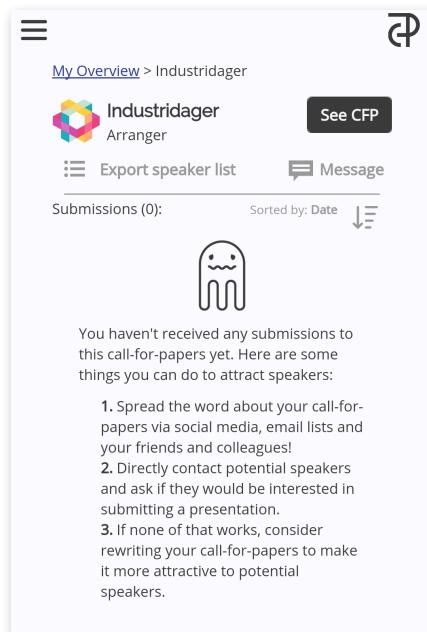 My Overview > Industridager
Industridager
Arranger
See CFP
Export speaker list
Message
Submissions (0):
Sorted by: Date
You haven't received any submissions to
this call-for-papers yet. Here are some
things you can do to attract speakers:
1. Spread the word about your call-for-
papers via social media, email lists and
your friends and colleagues!
2. Directly contact potential speakers
and ask if they would be interested in
submitting a presentation.
3. If none of that works, consider
rewriting your call-for-papers to make
it more attractive to potential
speakers.